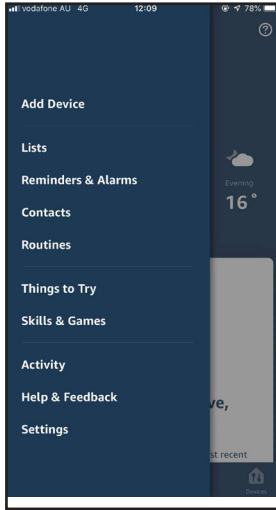 vodafone AU 4G 12:09 78%
Add Device
Lists
Reminders & Alarms
Contacts
Routines
Things to Try
Skills & Games
Activity
Help & Feedback
Settings
Evening
16°
ve,
st recent
Devices